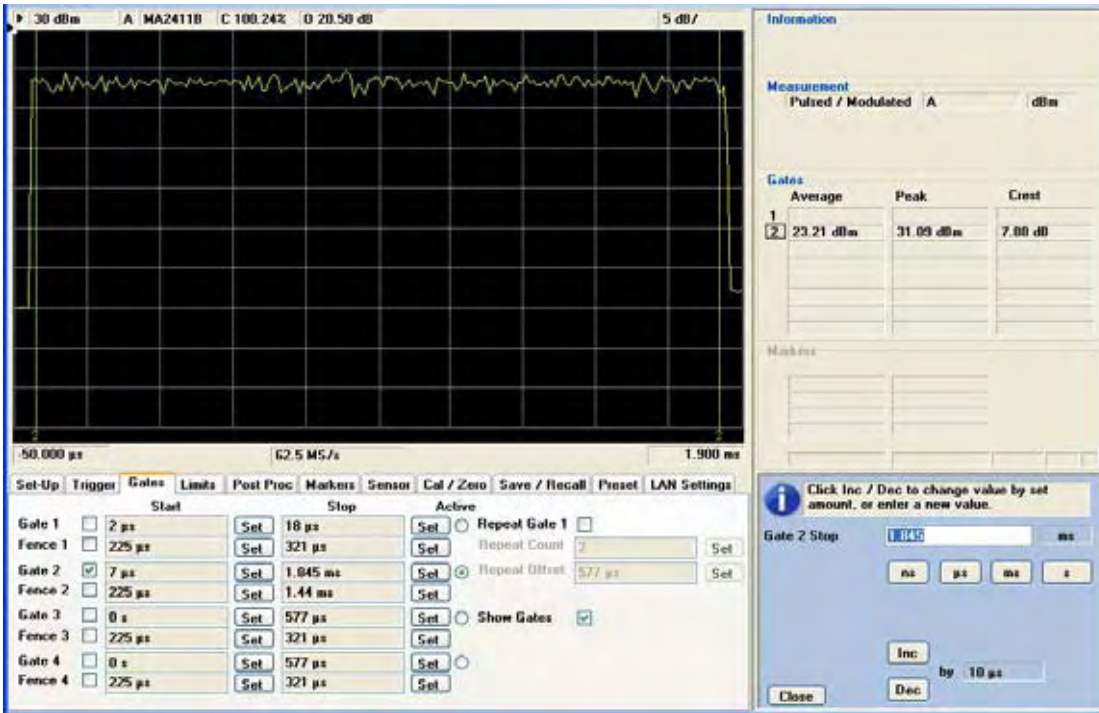 30 dBm A MA2411B C 100.24% O 20.50 dB 5 dB/
2 2
-50.000 µs 62.5 MS/s 1.900 ms
Set-Up Trigger Gates Limits Post Proc Markers Sensor Cal / Zero Save / Recall Preset LAN Settings
Start Stop Active
Gate 1 2 µs Set 18 µs Set Repeat Gate 1
Fence 1 225 µs Set 321 µs Set Repeat Count 2 Set
Gate 2 7 µs Set 1.845 ms Set Repeat Offset 577 µs Set
Fence 2 225 µs Set 1.44 ms Set
Gate 3 0 s Set 577 µs Set Show Gates
Fence 3 225 µs Set 321 µs Set
Gate 4 0 s Set 577 µs Set
Fence 4 225 µs Set 321 µs Set
Information
Measurement
Pulsed / Modulated A dBm
Gates
Average Peak Crest
1
2 23.21 dBm 31.09 dBm 7.88 dB
Markers
Click Inc / Dec to change value by set
amount, or enter a new value.
Gate 2 Stop 1.845 ms
ns µs ms s
Inc
by 10 µs
Close Dec